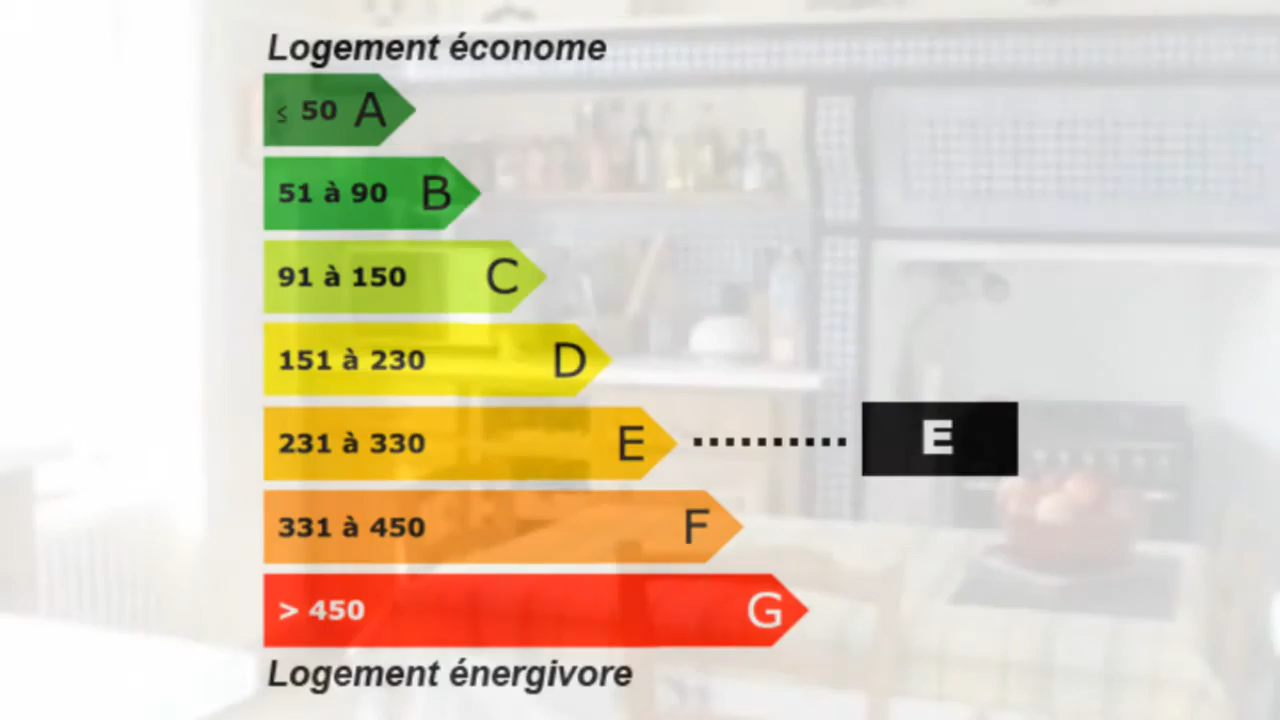 Logement économe
≤ 50 A
51 à 90 B
91 à 150 C
151 à 230 D
231 à 330 E
E
331 à 450 F
> 450 G
Logement énergivore